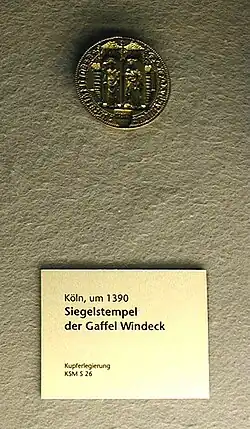 Köln, um 1390
Siegelstempel
der Gaffel Windeck
Kupferlegierung
KSM S 26